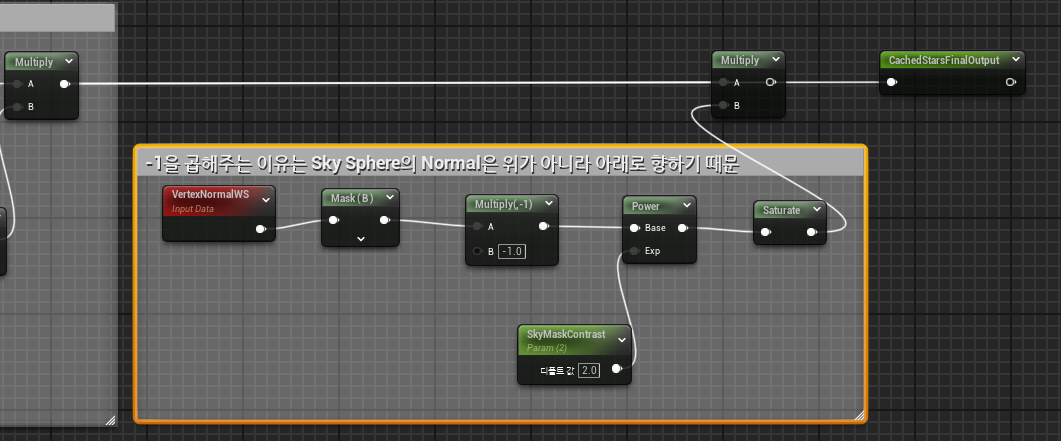 Multiply
A
B
Multiply
A
B
CachedStarsFinalOutput
-1을 곱해주는 이유는 Sky Sphere의 Normal은 위가 아니라 아래로 향하기 때문
VertexNormalWS
Input Data
Mask ( B )
Multiply(,-1)
A
B -1.0
Power
Base
Exp
Saturate
SkyMaskContrast
Param (2)
디폴트 값 2.0